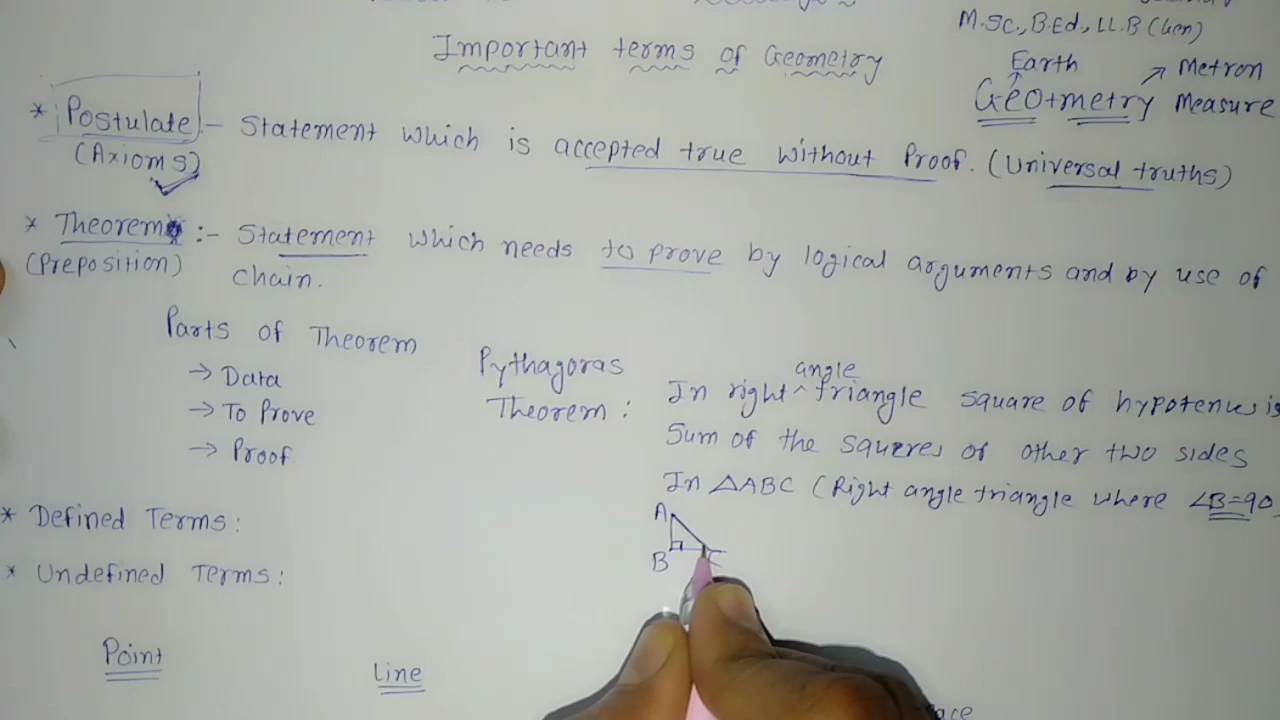 M.Sc., B.Ed., LL.B (Gen)
Important terms of Geometry
Earth
Metron
Geo+metry Measure
* Postulate :- Statement which is accepted true without Proof. (Universal truths)
(Axioms)
* Theorem :- Statement which needs to prove by logical arguments and by use of
(Preposition) chain.
Parts of Theorem
→ Data
→ To Prove
→ Proof
Pythagoras
Theorem :
angle
In right ^ triangle square of hypotenus is
Sum of the squares of other two sides
In △ABC (Right angle triangle where ∠B=90
A
B C
* Defined Terms :
* Undefined Terms :
Point
Line